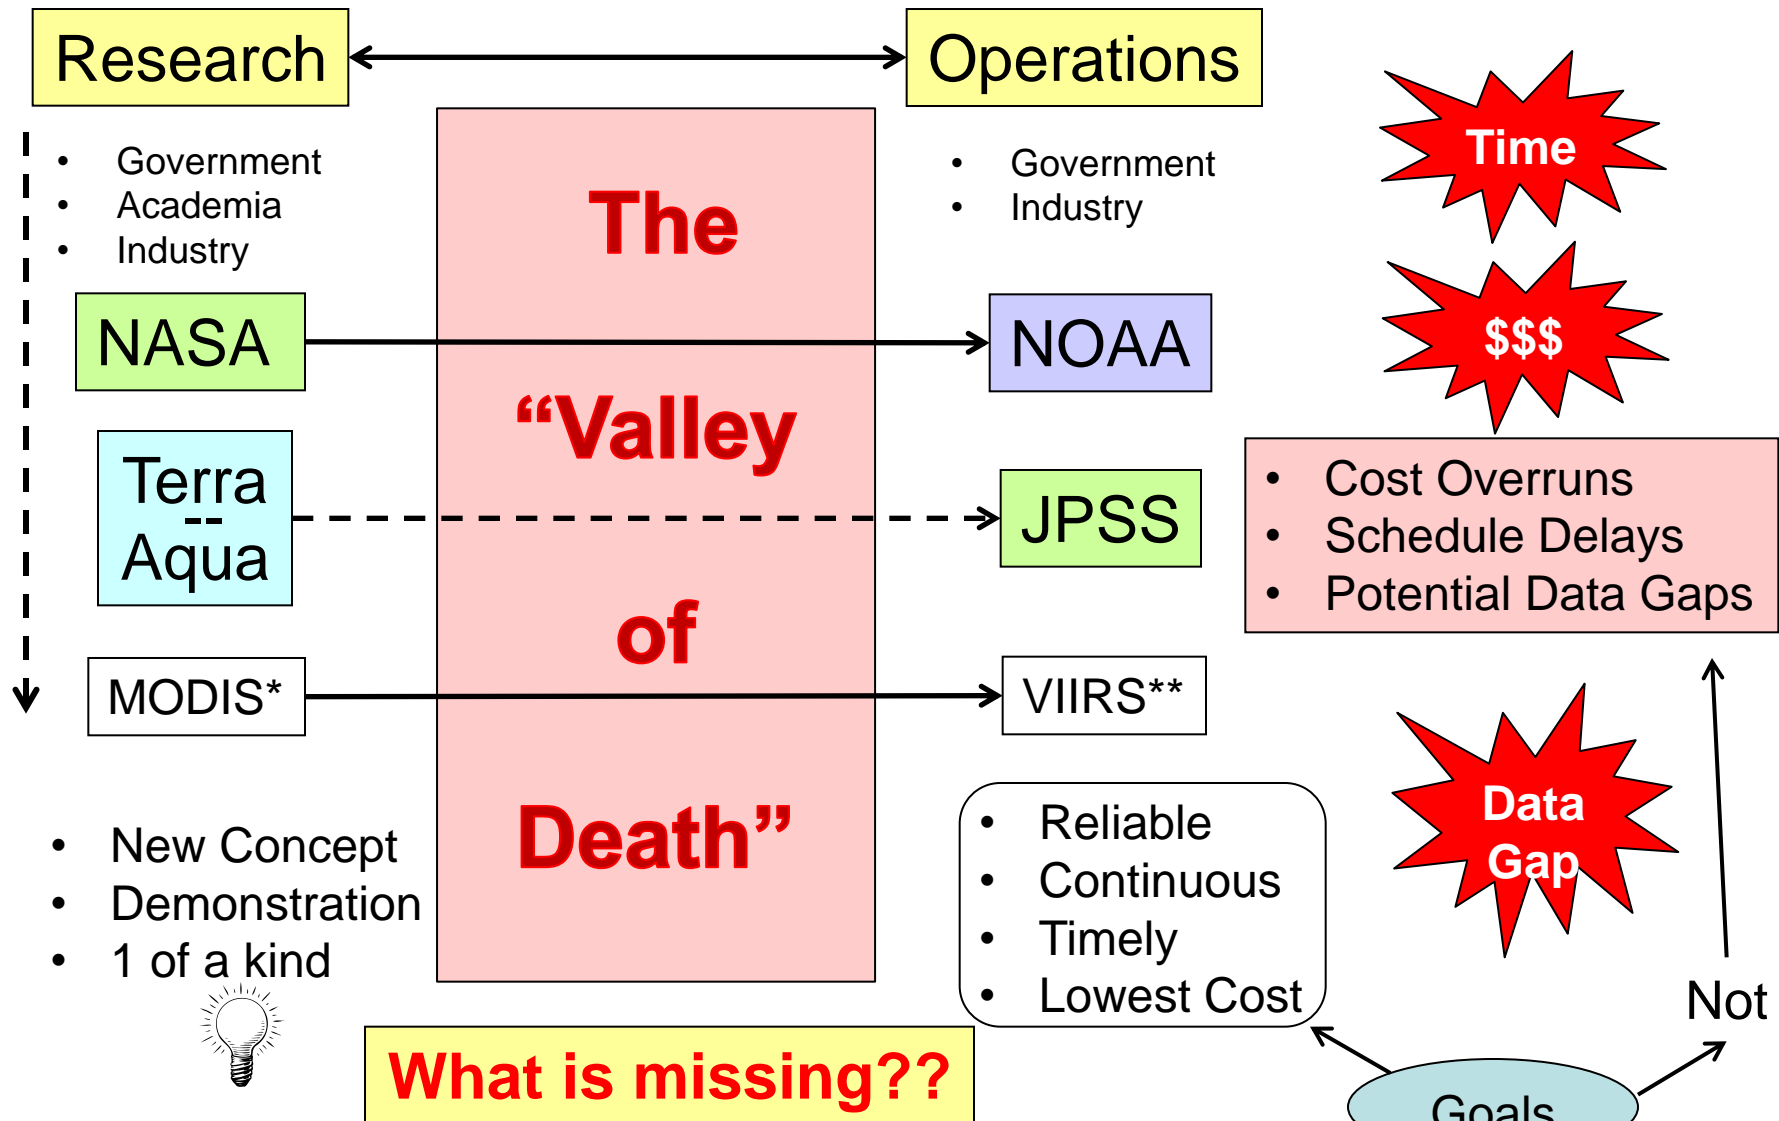 Research
Operations
• Government
• Academia
• Industry
The
“Valley
of
Death”
• Government
• Industry
Time
$$$
NASA
NOAA
Terra
--
Aqua
JPSS
• Cost Overruns
• Schedule Delays
• Potential Data Gaps
MODIS*
VIIRS**
Data
Gap
• New Concept
• Demonstration
• 1 of a kind
• Reliable
• Continuous
• Timely
• Lowest Cost
Not
What is missing??
Goals